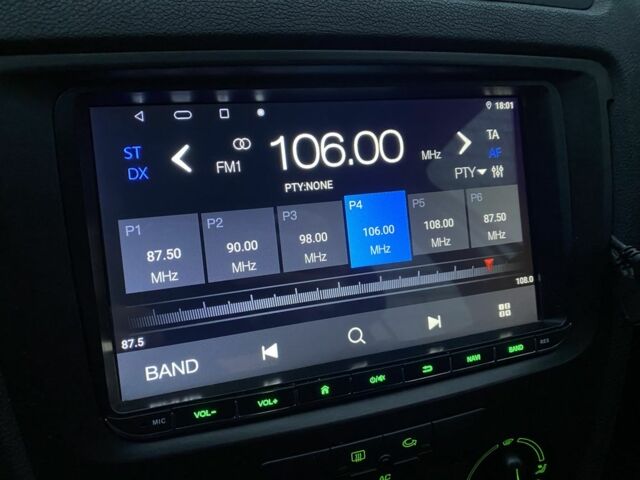 18:01
ST
DX
FM1
106.00
MHz
TA
AF
PTY:NONE
PTY
P1
87.50
MHz
P2
90.00
MHz
P3
98.00
MHz
P4
106.00
MHz
P5
108.00
MHz
P6
87.50
MHz
87.5
108.0
BAND
MIC
VOL-
VOL+
NAVI
BAND
RES
AC